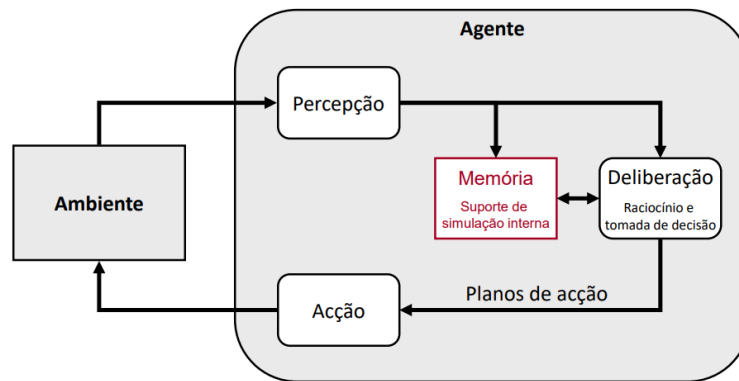 Agente
Percepção
Memória
Suporte de
simulação interna
Deliberação
Raciocínio e
tomada de decisão
Ambiente
Planos de acção
Acção